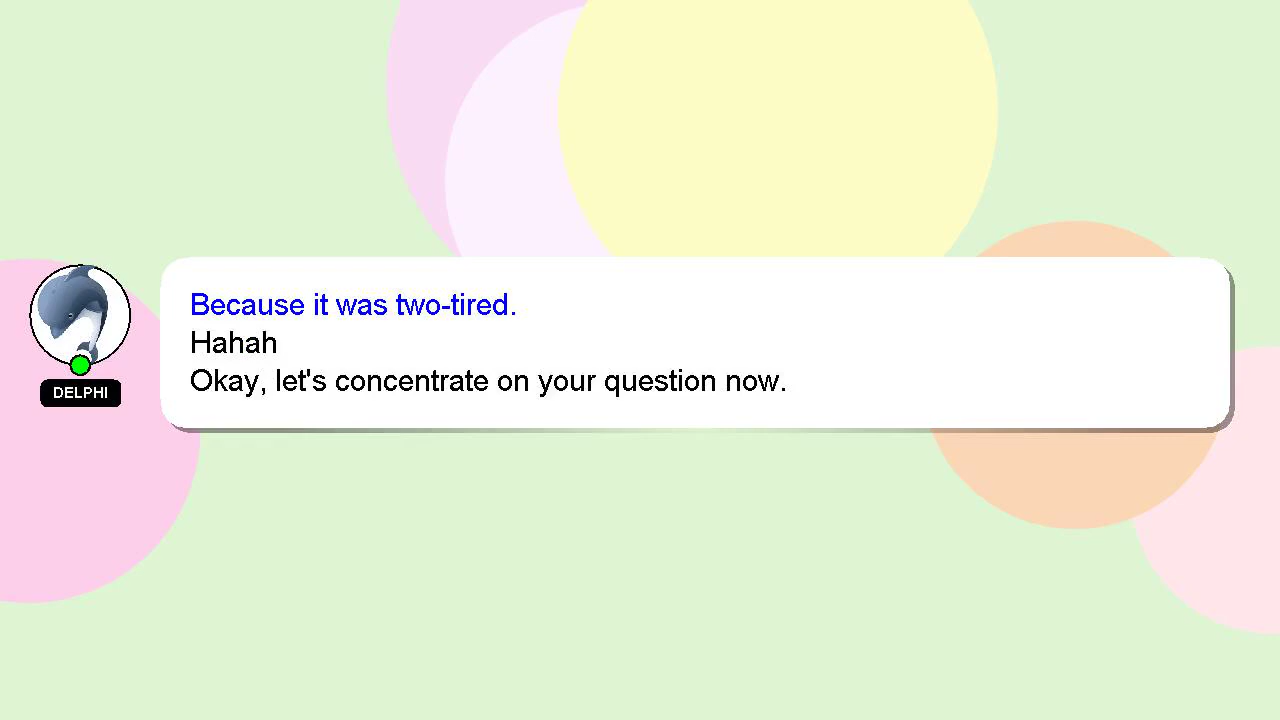 Because it was two-tired.
Hahah
Okay, let's concentrate on your question now.
DELPHI